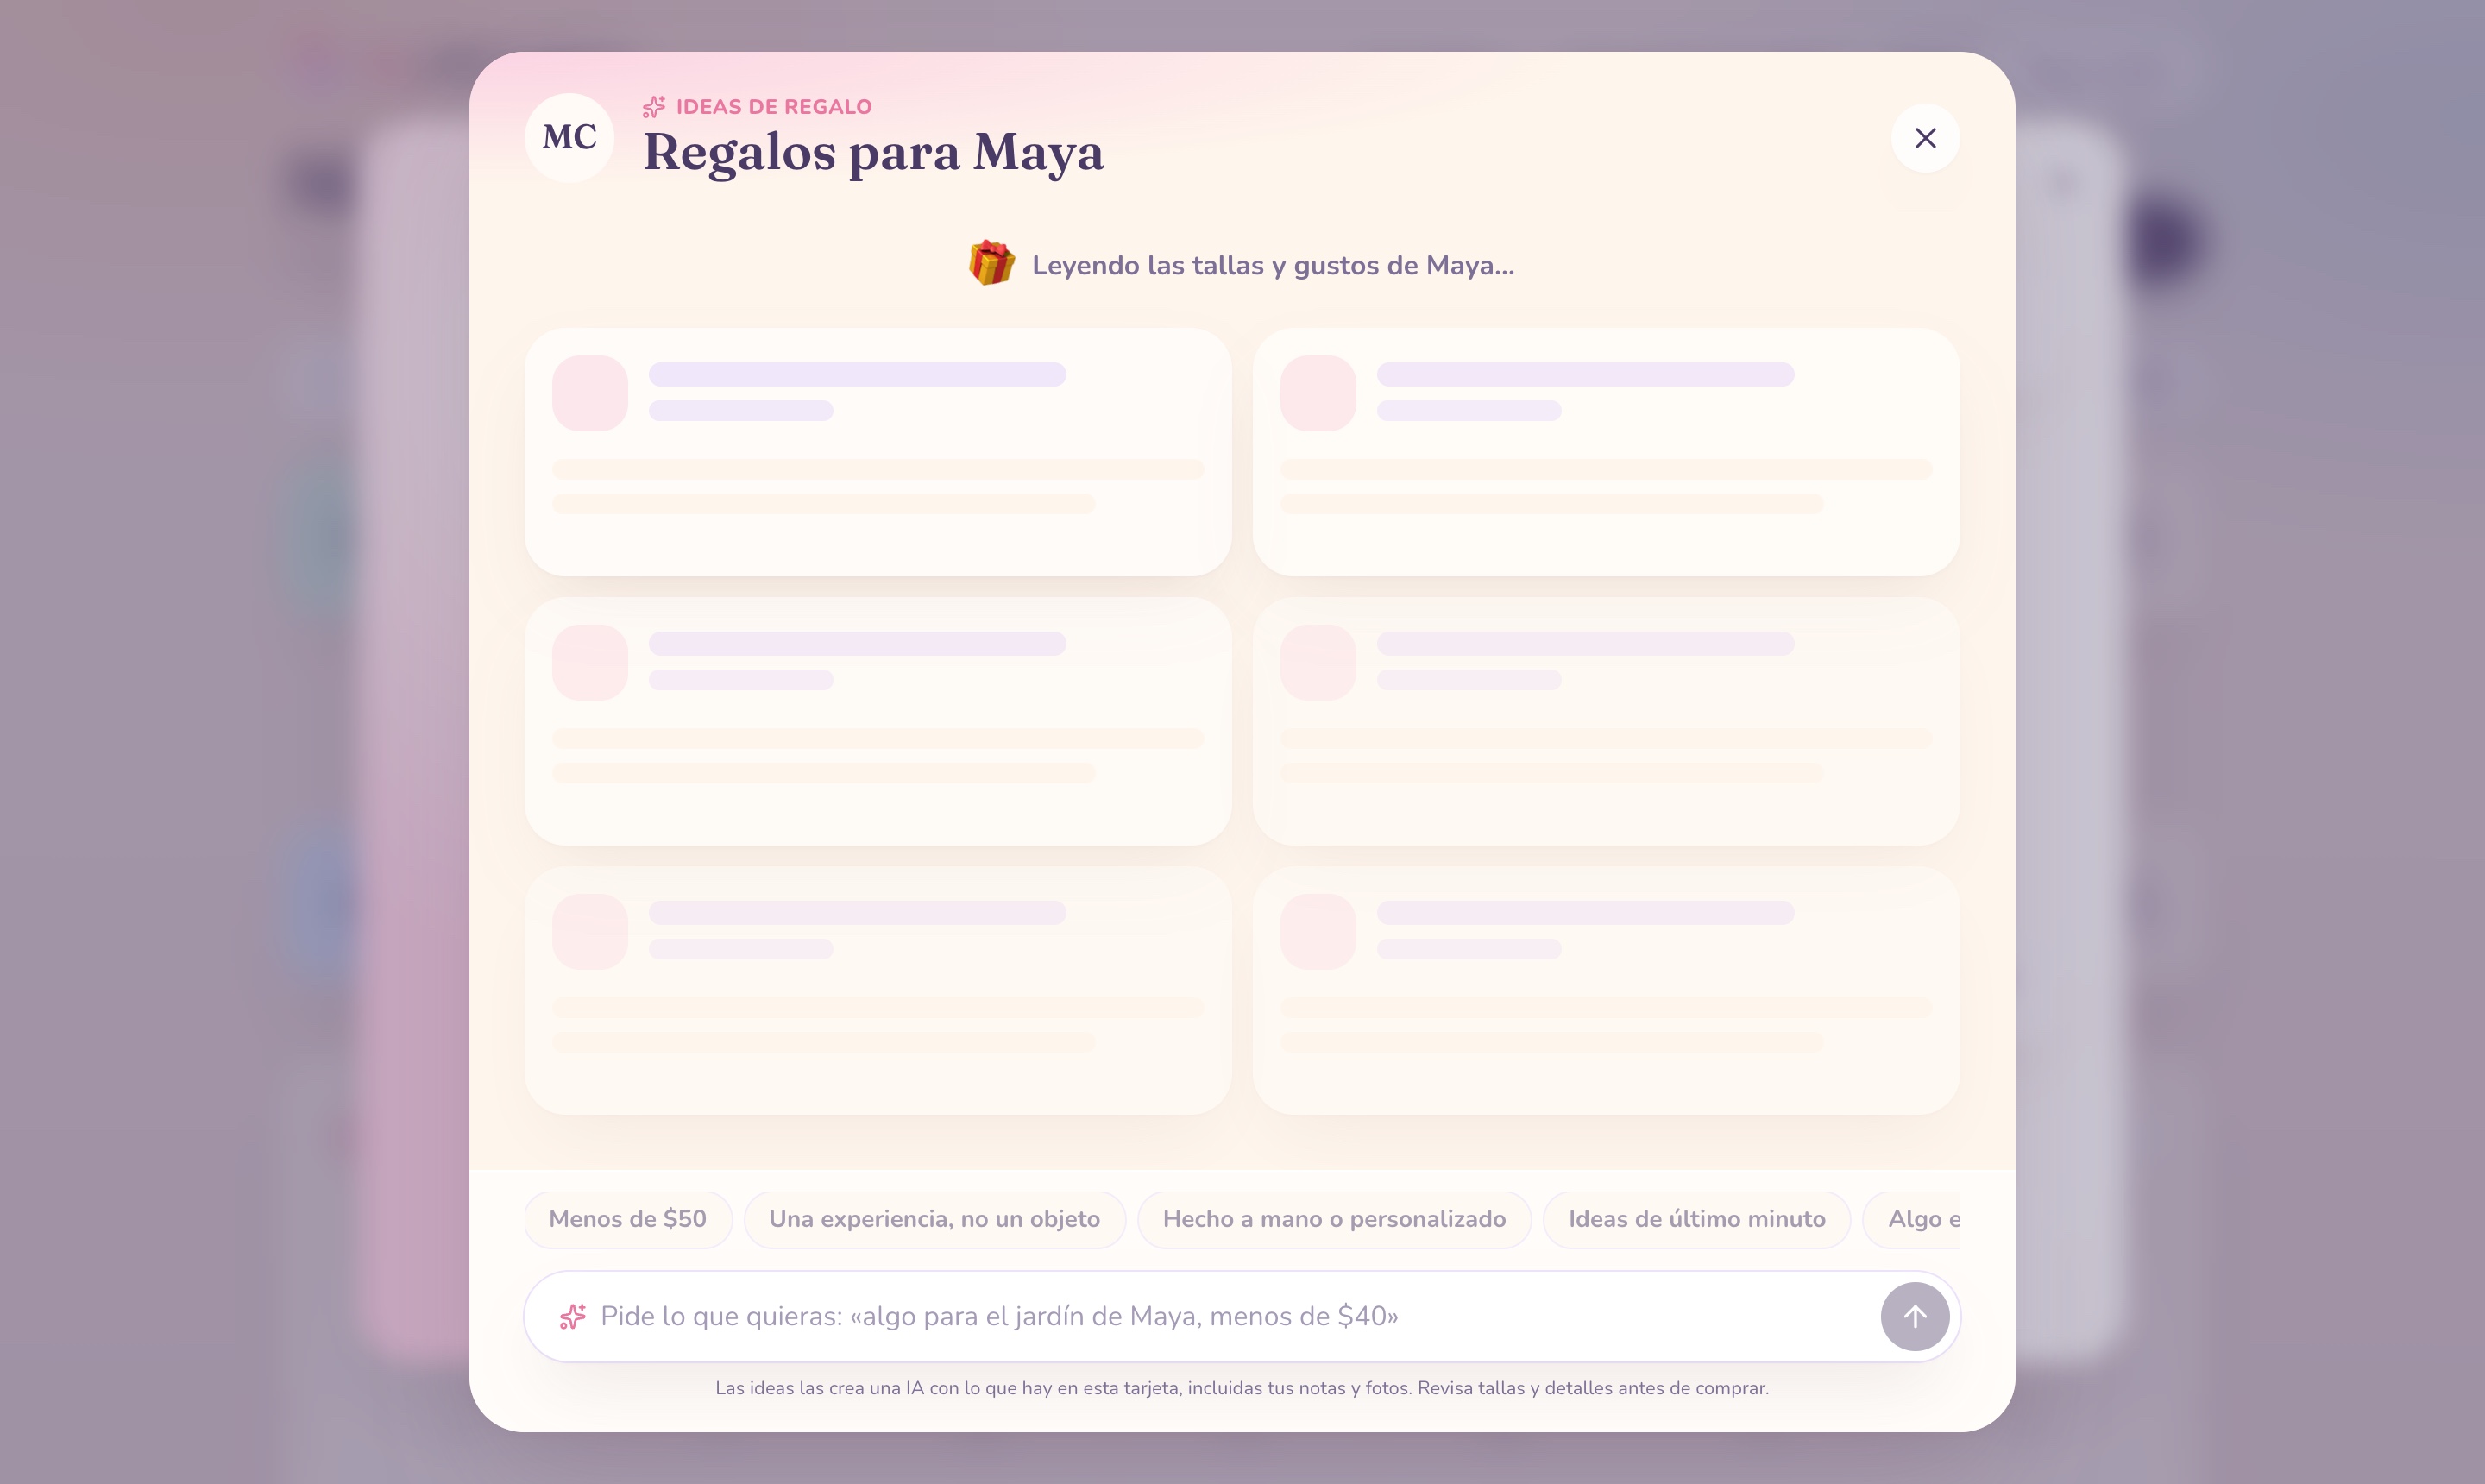 MC
IDEAS DE REGALO
Regalos para Maya
Leyendo las tallas y gustos de Maya...
Menos de $50
Una experiencia, no un objeto
Hecho a mano o personalizado
Ideas de último minuto
Algo e
Pide lo que quieras: «algo para el jardín de Maya, menos de $40»
Las ideas las crea una IA con lo que hay en esta tarjeta, incluidas tus notas y fotos. Revisa tallas y detalles antes de comprar.